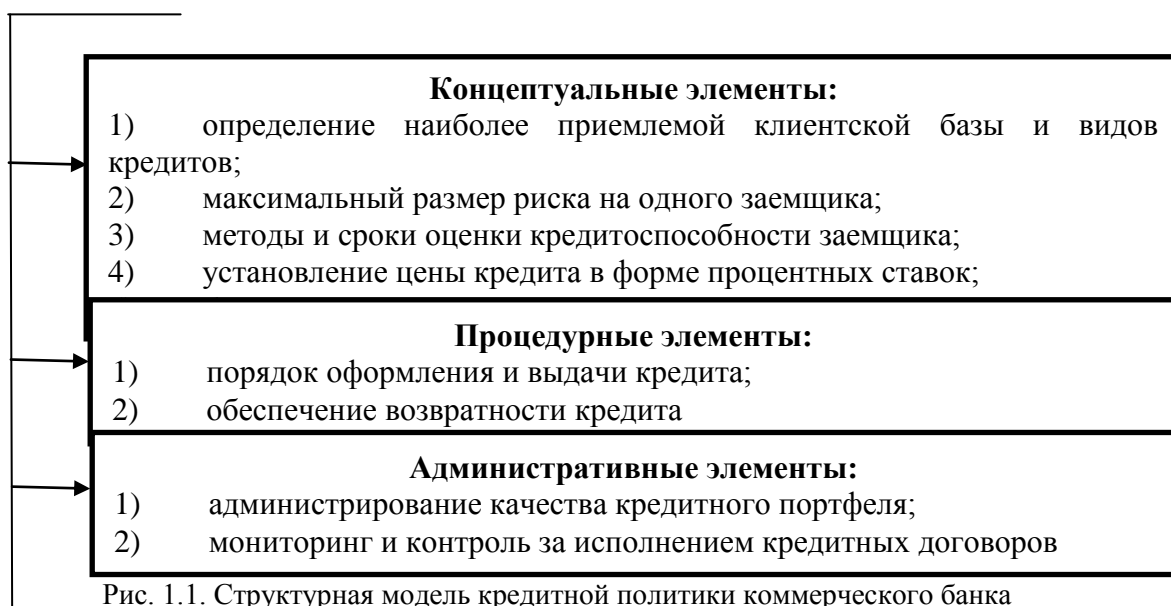 Концептуальные элементы:
1) определение наиболее приемлемой клиентской базы и видов
кредитов;
2) максимальный размер риска на одного заемщика;
3) методы и сроки оценки кредитоспособности заемщика;
4) установление цены кредита в форме процентных ставок;
Процедурные элементы:
1) порядок оформления и выдачи кредита;
2) обеспечение возвратности кредита
Административные элементы:
1) администрирование качества кредитного портфеля;
2) мониторинг и контроль за исполнением кредитных договоров
Рис. 1.1. Структурная модель кредитной политики коммерческого банка